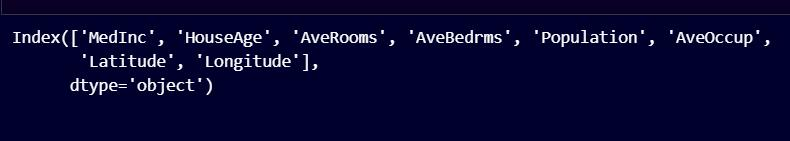 Index(['MedInc', 'HouseAge', 'AveRooms', 'AveBedrms', 'Population', 'AveOccup',
       'Latitude', 'Longitude'],
      dtype='object')